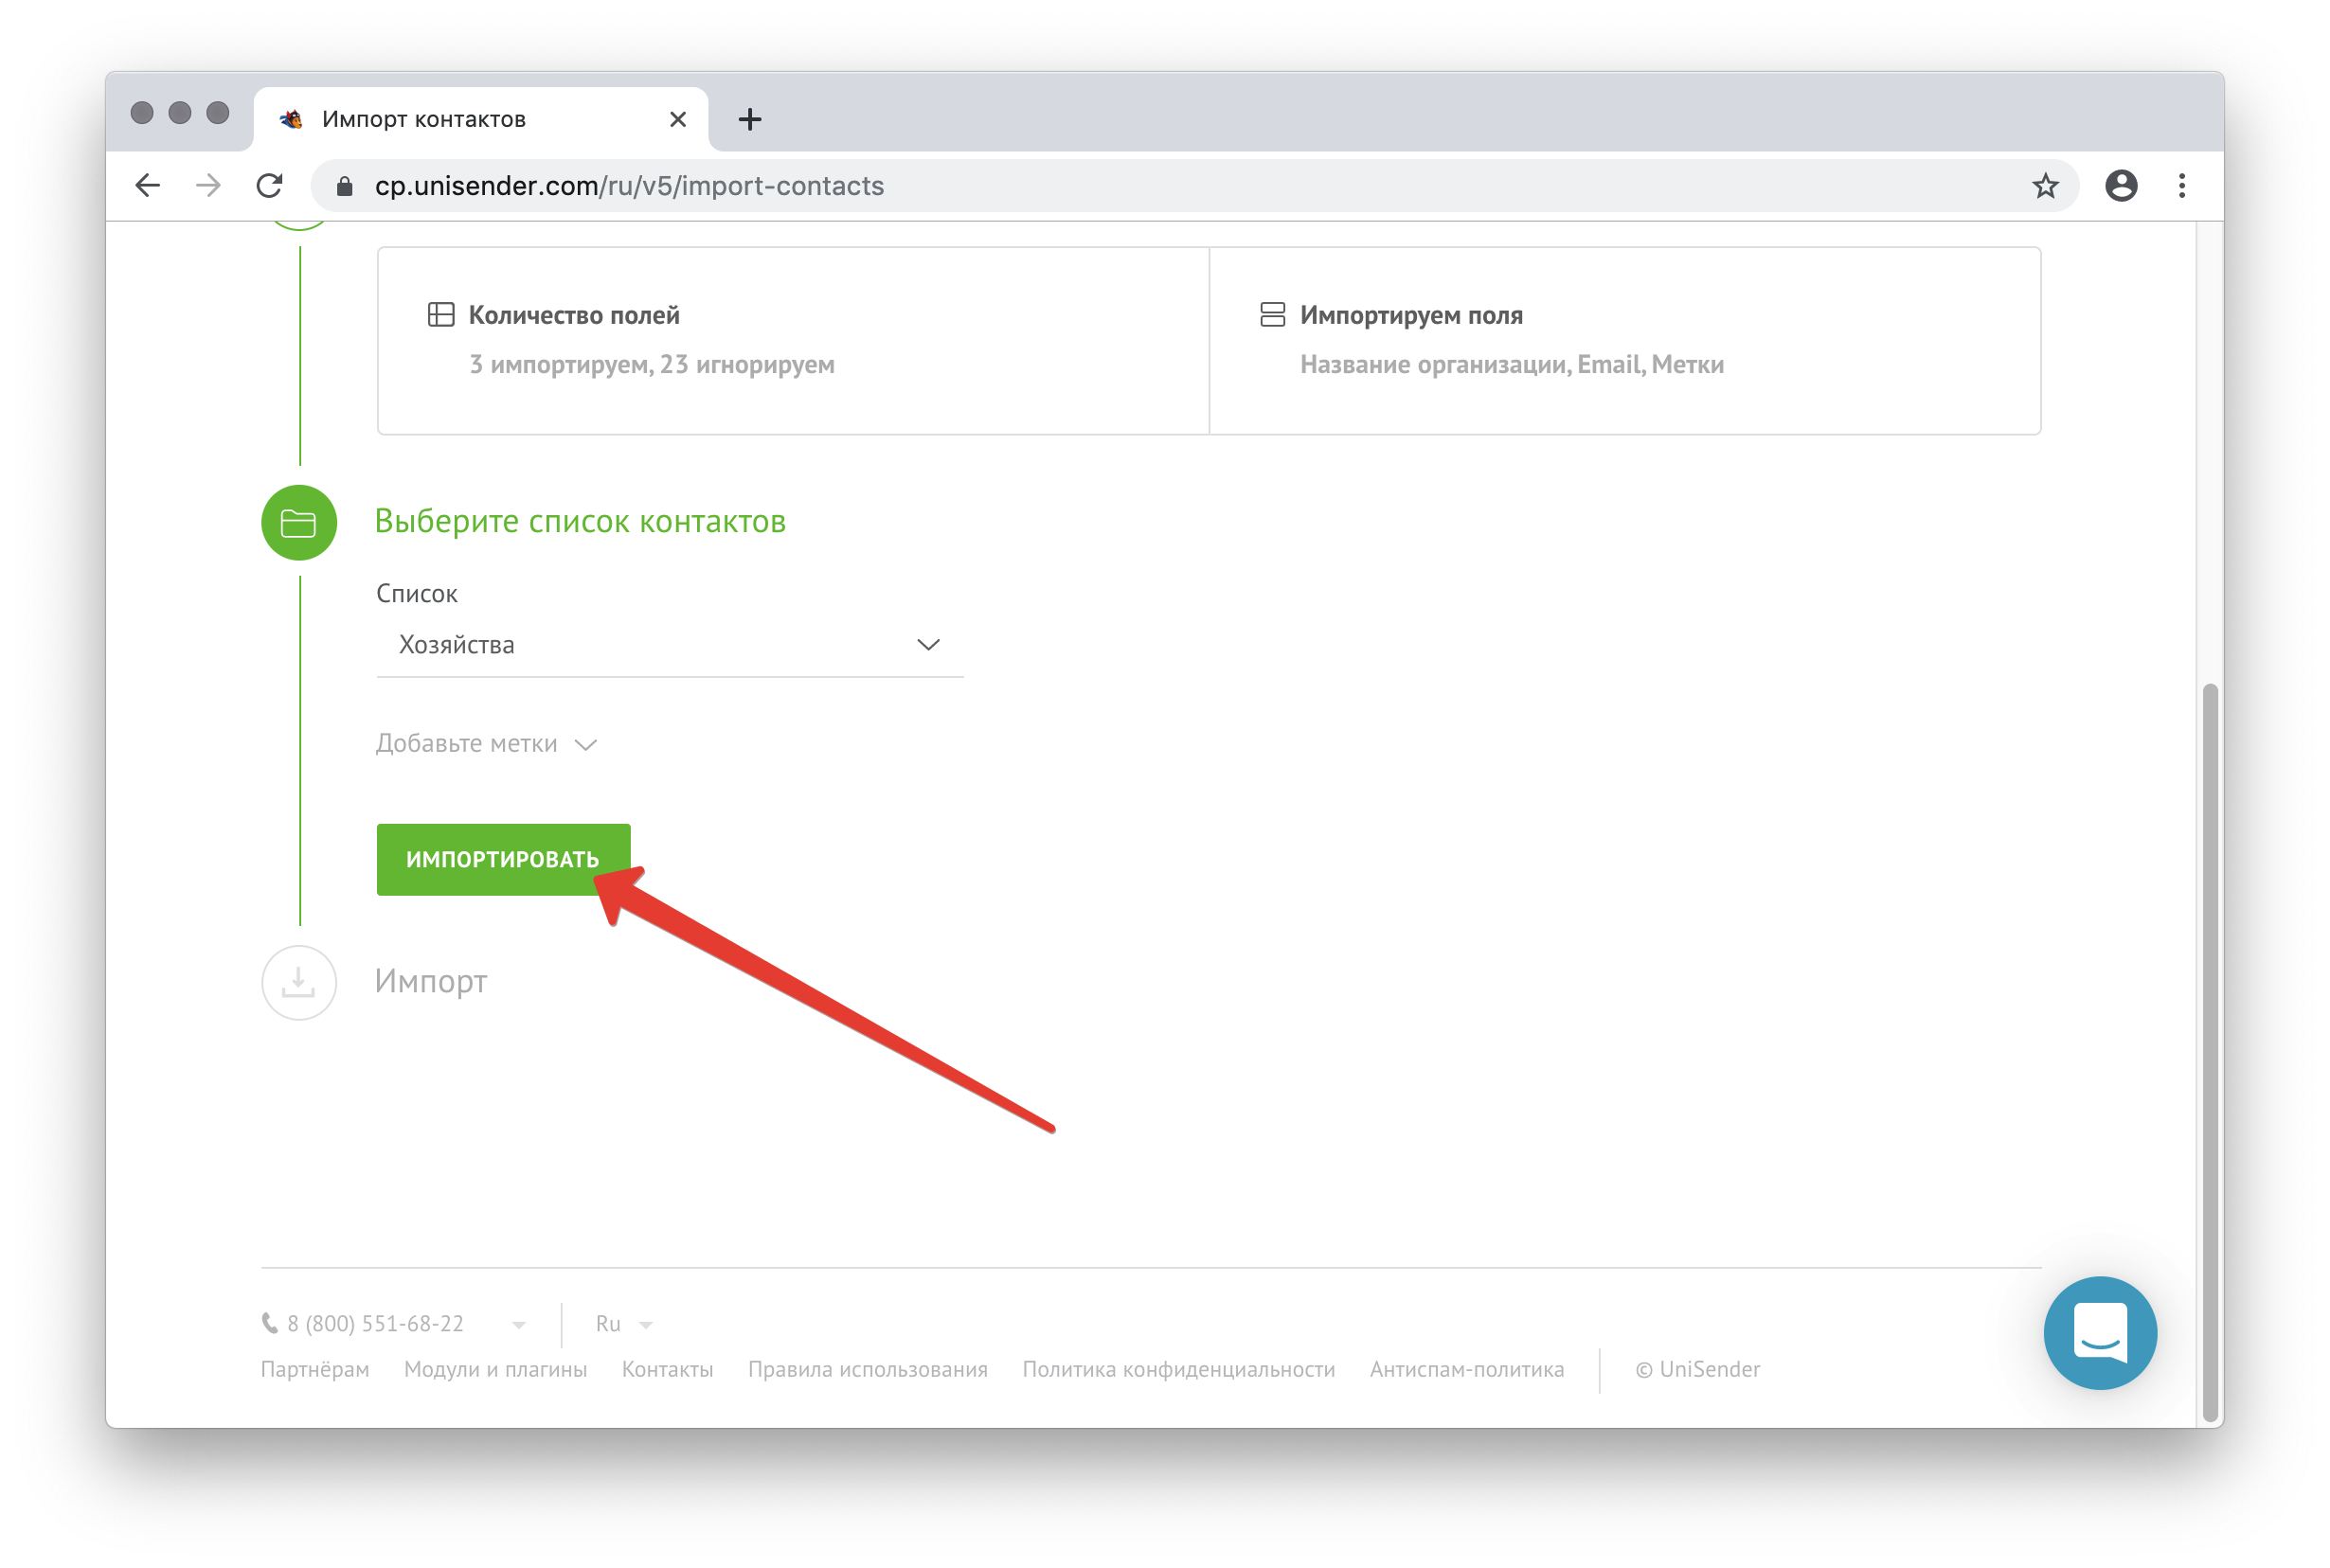 Импорт контактов
cp.unisender.com/ru/v5/import-contacts
Количество полей
3 импортируем, 23 игнорируем
Импортируем поля
Название организации, Email, Метки
Выберите список контактов
Список
Хозяйства
Добавьте метки
ИМПОРТИРОВАТЬ
Импорт
8 (800) 551-68-22
Ru
Партнёрам Модули и плагины Контакты Правила использования Политика конфиденциальности Антиспам-политика © UniSender